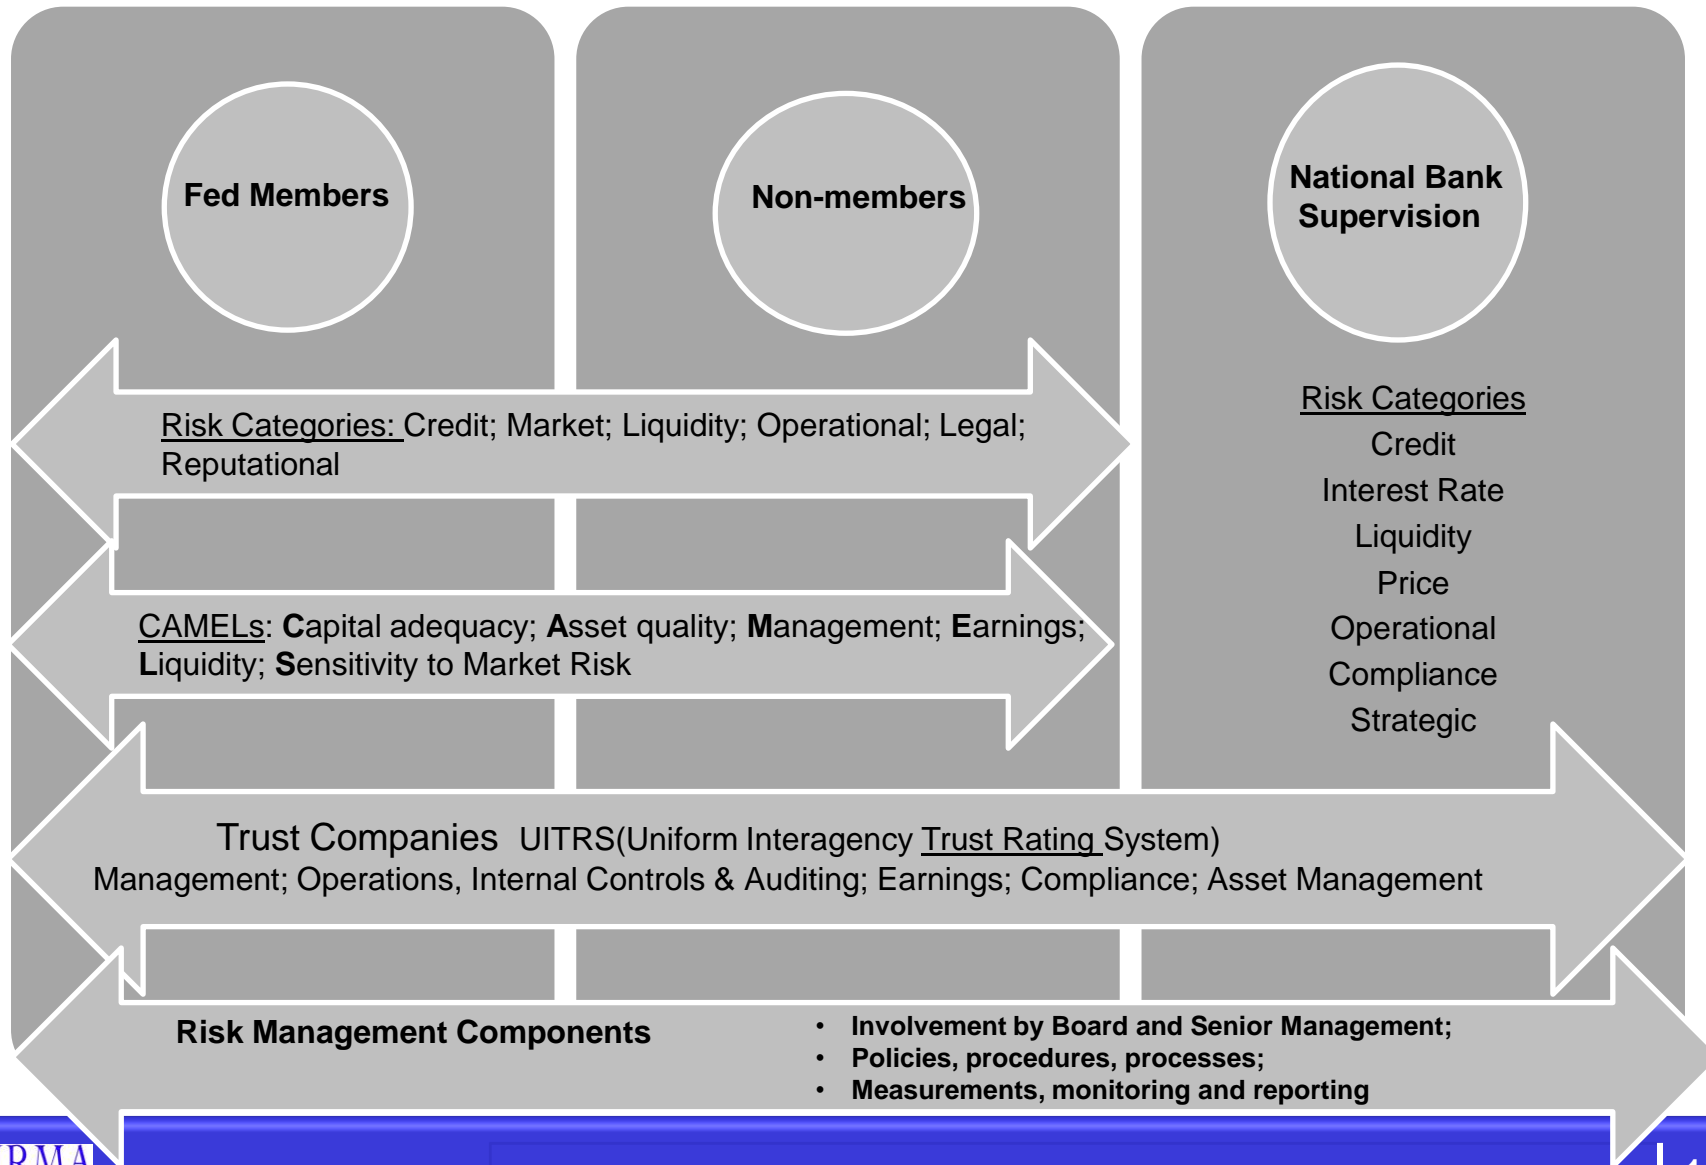 Fed Members
Non-members
National Bank
Supervision
Risk Categories: Credit; Market; Liquidity; Operational; Legal;
Reputational
Risk Categories
Credit
Interest Rate
Liquidity
Price
Operational
Compliance
Strategic
CAMELs: Capital adequacy; Asset quality; Management; Earnings;
Liquidity; Sensitivity to Market Risk
Trust Companies UITRS(Uniform Interagency Trust Rating System)
Management; Operations, Internal Controls & Auditing; Earnings; Compliance; Asset Management
Risk Management Components
• Involvement by Board and Senior Management;
• Policies, procedures, processes;
• Measurements, monitoring and reporting